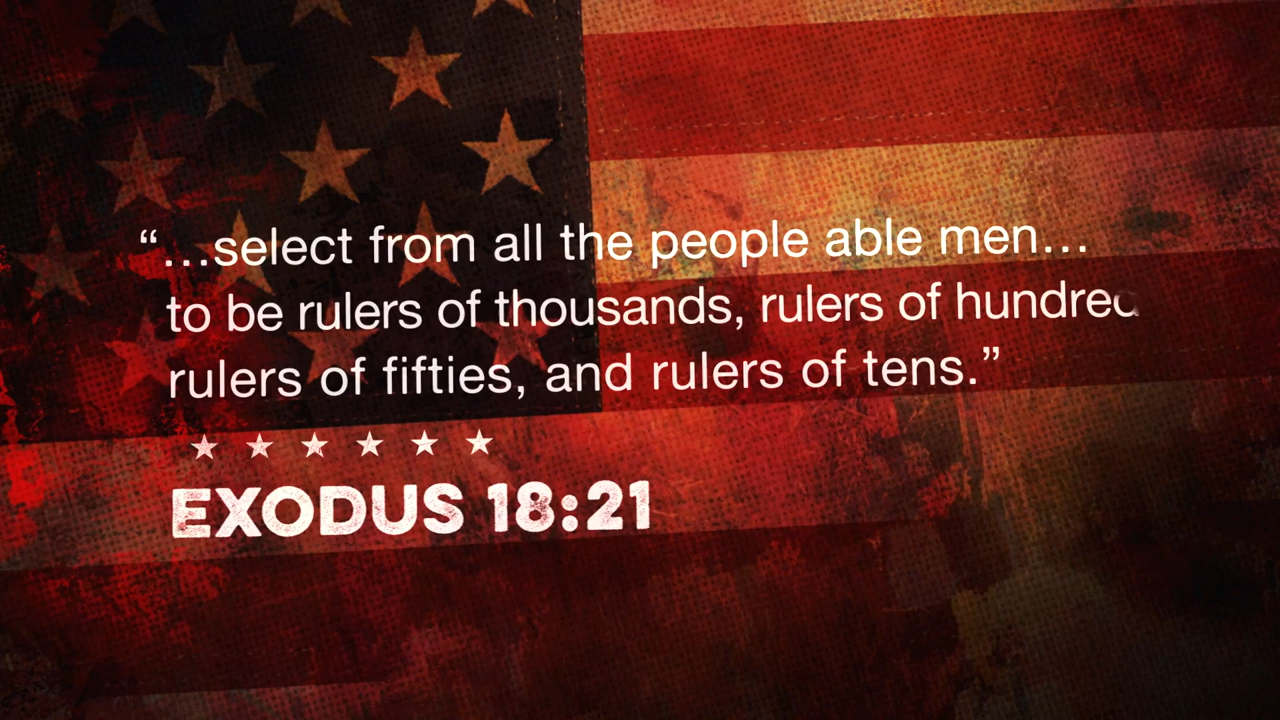 “…select from all the people able men…
to be rulers of thousands, rulers of hundred
rulers of fifties, and rulers of tens.”
EXODUS 18:21